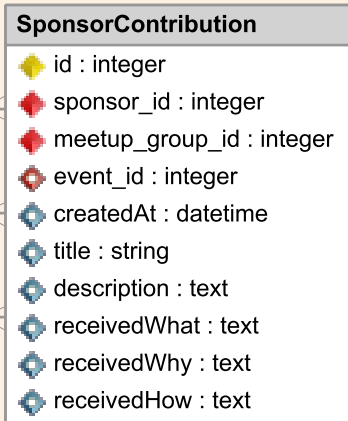 SponsorContribution
id : integer
sponsor_id : integer
meetup_group_id : integer
event_id : integer
createdAt : datetime
title : string
description : text
receivedWhat : text
receivedWhy : text
receivedHow : text